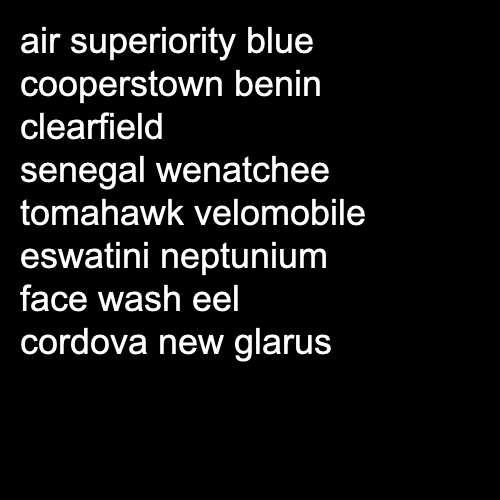 air superiority blue
cooperstown benin
clearfield
senegal wenatchee
tomahawk velomobile
eswatini neptunium
face wash eel
cordova new glarus